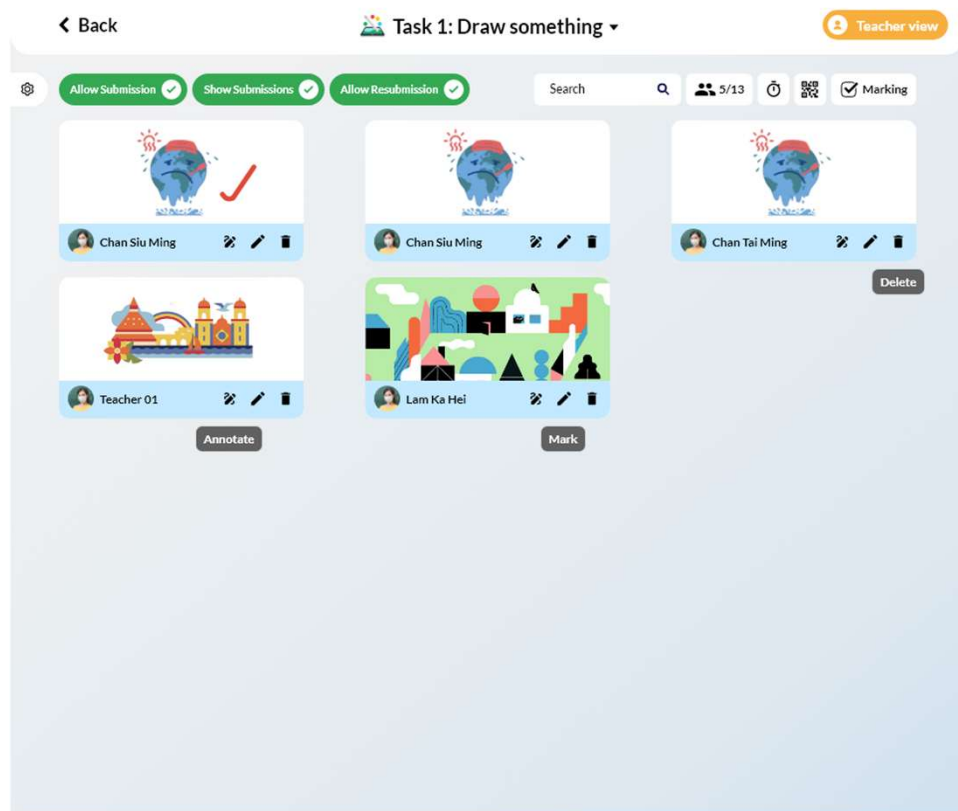 Back
Task 1: Draw something
Teacher view
Allow Submission
Show Submissions
Allow Resubmission
Search
5/13
Marking
Chan Siu Ming
Chan Siu Ming
Chan Tai Ming
Delete
Teacher 01
Lam Ka Hei
Annotate
Mark